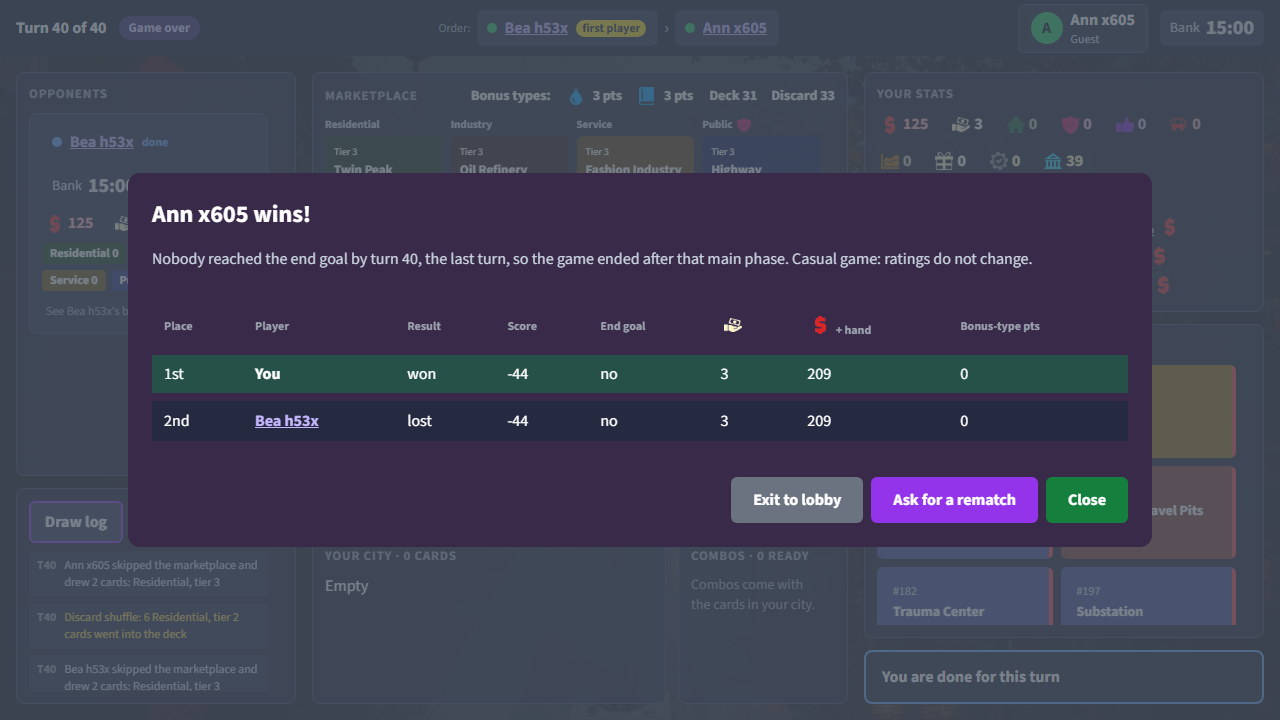 Turn 40 of 40
Game over
Order:
Bea h53x
first player
›
Ann x605
A
Ann x605
Guest
Bank 15:00
OPPONENTS
Bea h53x done
Bank 15:00
125
Residential 0
Service 0
See Bea h53x's b
MARKETPLACE
Bonus types:
3 pts
3 pts
Deck 31
Discard 33
Residential
Industry
Service
Public
Tier 3
Twin Peak
Tier 3
Oil Refinery
Tier 3
Fashion Industry
Tier 3
Highway
YOUR STATS
125
3
0
0
0
0
0
0
0
39
Ann x605 wins!
Nobody reached the end goal by turn 40, the last turn, so the game ended after that main phase. Casual game: ratings do not change.
Place Player Result Score End goal $ + hand Bonus-type pts
1st You won -44 no 3 209 0
2nd Bea h53x lost -44 no 3 209 0
Exit to lobby
Ask for a rematch
Close
Draw log
T40 Ann x605 skipped the marketplace and
drew 2 cards: Residential, tier 3
T40 Discard shuffle: 6 Residential, tier 2
cards went into the deck
T40 Bea h53x skipped the marketplace and
drew 2 cards: Residential, tier 3
YOUR CITY · 0 CARDS
Empty
COMBOS · 0 READY
Combos come with
the cards in your city.
avel Pits
#182
Trauma Center
#197
Substation
You are done for this turn